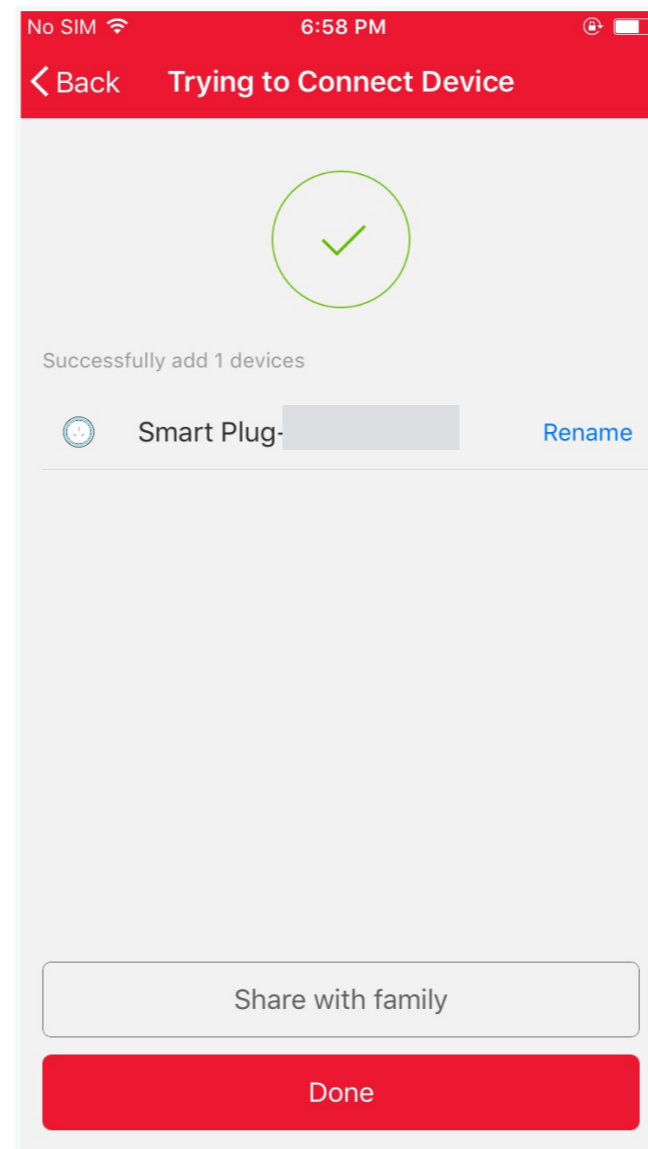 No SIM 6:58 PM
Back Trying to Connect Device
Successfully add 1 devices
Smart Plug- Rename
Share with family
Done